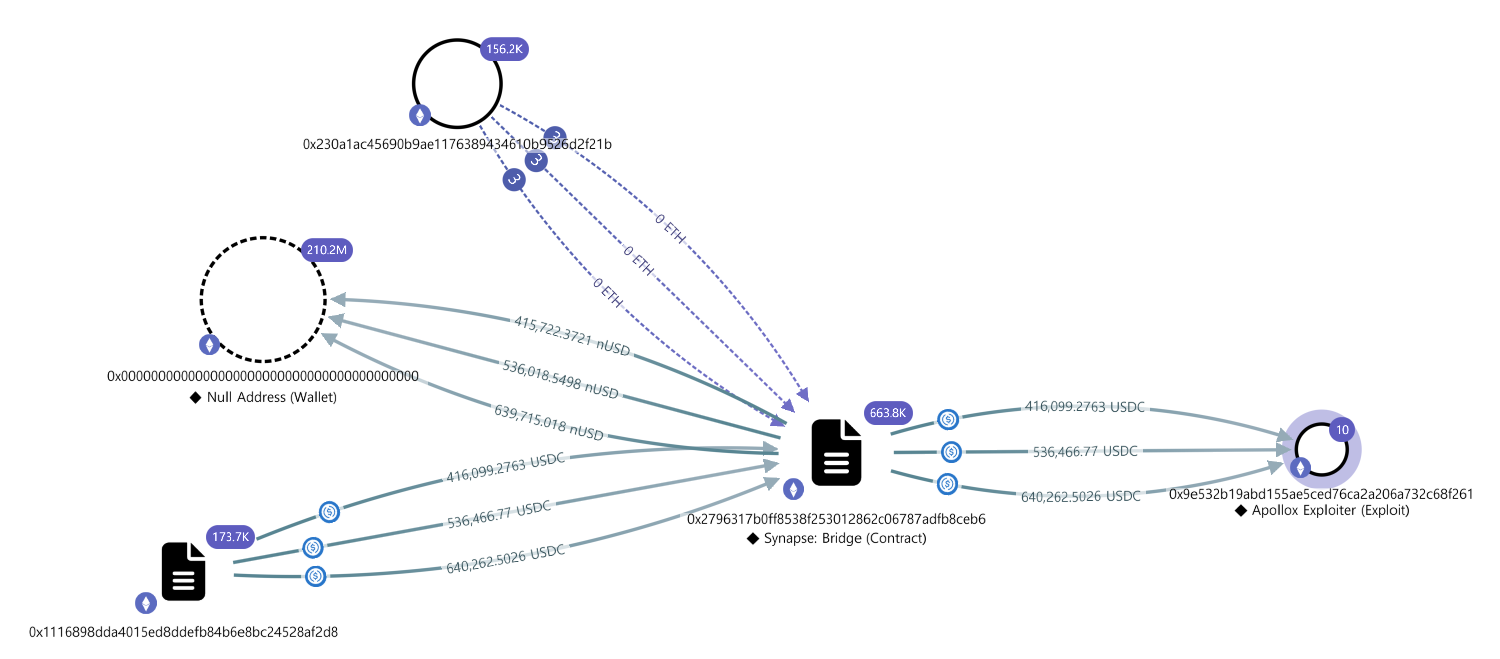 156.2K
0x230a1ac45690b9ae1176389434610b9526d2f21b
3
3
3
0 ETH
0 ETH
0 ETH
210.2M
0x0000000000000000000000000000000000000000
Null Address (Wallet)
415,722.3721 nUSD
536,018.5498 nUSD
639,715.018 nUSD
416,099.2763 USDC
536,466.77 USDC
640,262.5026 USDC
173.7K
0x1116898dda4015ed8ddefb84b6e8bc24528af2d8
663.8K
0x2796317b0ff8538f253012862c06787adfb8ceb6
Synapse: Bridge (Contract)
416,099.2763 USDC
536,466.77 USDC
640,262.5026 USDC
10
0x9e532b19abd155ae5ced76ca2a206a732c68f261
Apollox Exploiter (Exploit)